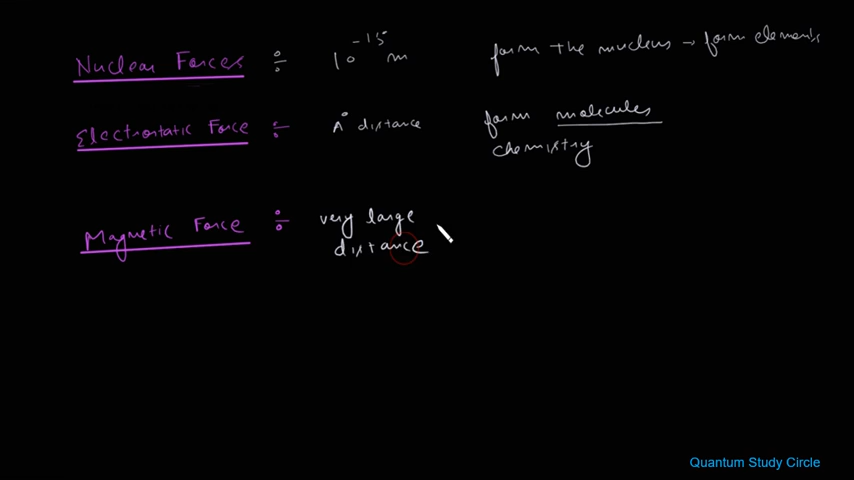 Nuclear Forces ÷ 10⁻¹⁵ m form the nucleus → form elements
Electrostatic Force ÷ A° distance form molecules
chemistry
Magnetic Force ÷ very large
distance
Quantum Study Circle